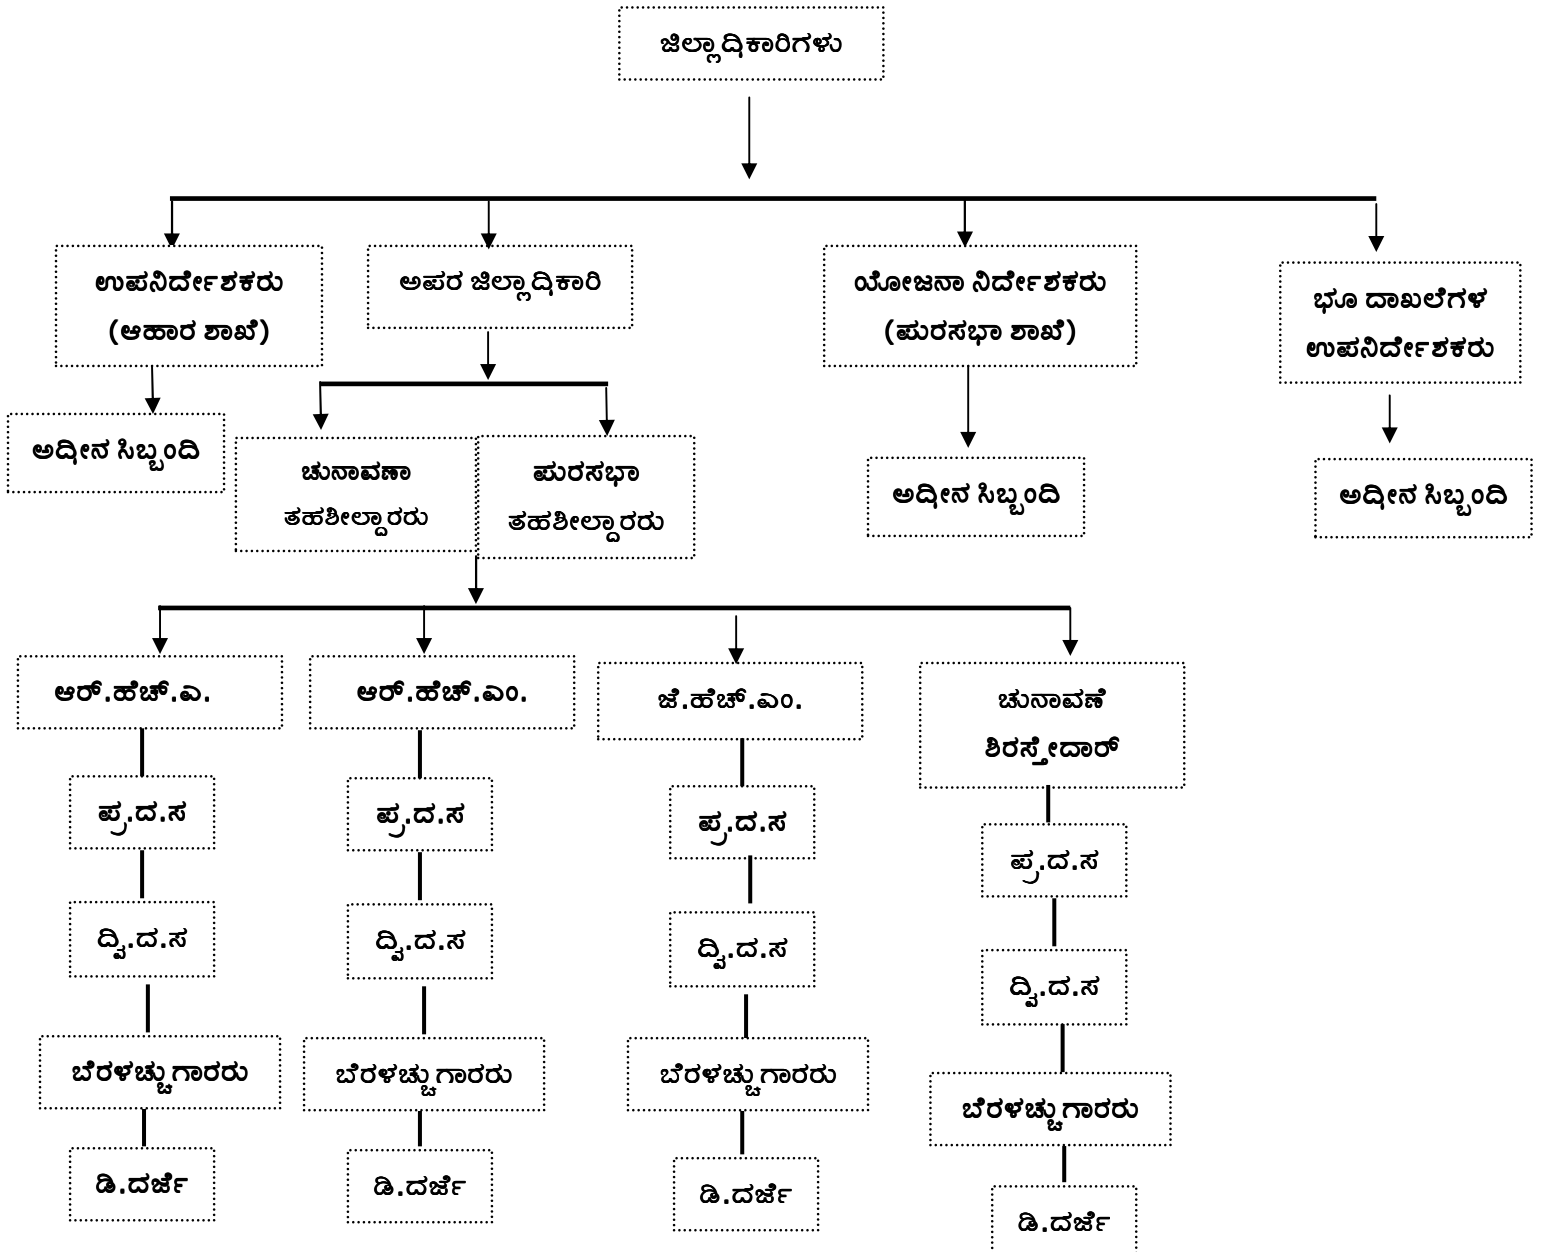 ಜಿಲ್ಲಾಧಿಕಾರಿಗಳು
ಉಪನಿರ್ದೇಶಕರು
(ಆಹಾರ ಶಾಖೆ)
ಅಪರ ಜಿಲ್ಲಾಧಿಕಾರಿ
ಯೋಜನಾ ನಿರ್ದೇಶಕರು
(ಪುರಸಭಾ ಶಾಖೆ)
ಭೂ ದಾಖಲೆಗಳ
ಉಪನಿರ್ದೇಶಕರು
ಅಧೀನ ಸಿಬ್ಬಂದಿ
ಚುನಾವಣಾ
ತಹಶೀಲ್ದಾರರು
ಪುರಸಭಾ
ತಹಶೀಲ್ದಾರರು
ಅಧೀನ ಸಿಬ್ಬಂದಿ
ಅಧೀನ ಸಿಬ್ಬಂದಿ
ಆರ್.ಹೆಚ್.ಎ.
ಆರ್.ಹೆಚ್.ಎಂ.
ಜೆ.ಹೆಚ್.ಎಂ.
ಚುನಾವಣೆ
ಶಿರಸ್ತೇದಾರ್
ಪ್ರ.ದ.ಸ
ಪ್ರ.ದ.ಸ
ಪ್ರ.ದ.ಸ
ಪ್ರ.ದ.ಸ
ದ್ವಿ.ದ.ಸ
ದ್ವಿ.ದ.ಸ
ದ್ವಿ.ದ.ಸ
ದ್ವಿ.ದ.ಸ
ಬೆರಳಚ್ಚುಗಾರರು
ಬೆರಳಚ್ಚುಗಾರರು
ಬೆರಳಚ್ಚುಗಾರರು
ಬೆರಳಚ್ಚುಗಾರರು
ಡಿ.ದರ್ಜೆ
ಡಿ.ದರ್ಜೆ
ಡಿ.ದರ್ಜೆ
ಡಿ.ದರ್ಜೆ